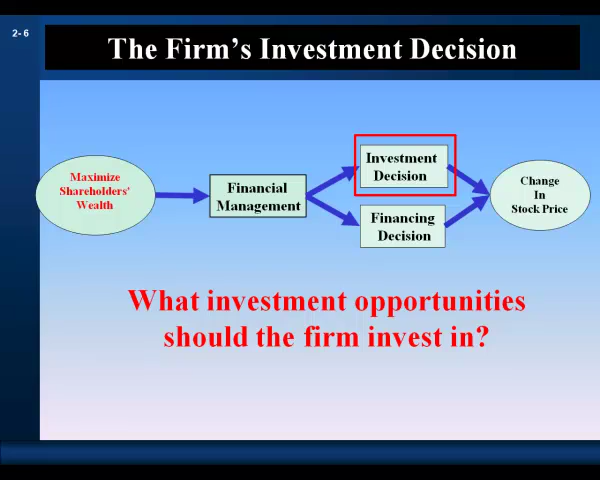 2- 6
The Firm's Investment Decision
Maximize
Shareholders'
Wealth
Financial
Management
Investment
Decision
Financing
Decision
Change
In
Stock Price
What investment opportunities
should the firm invest in?